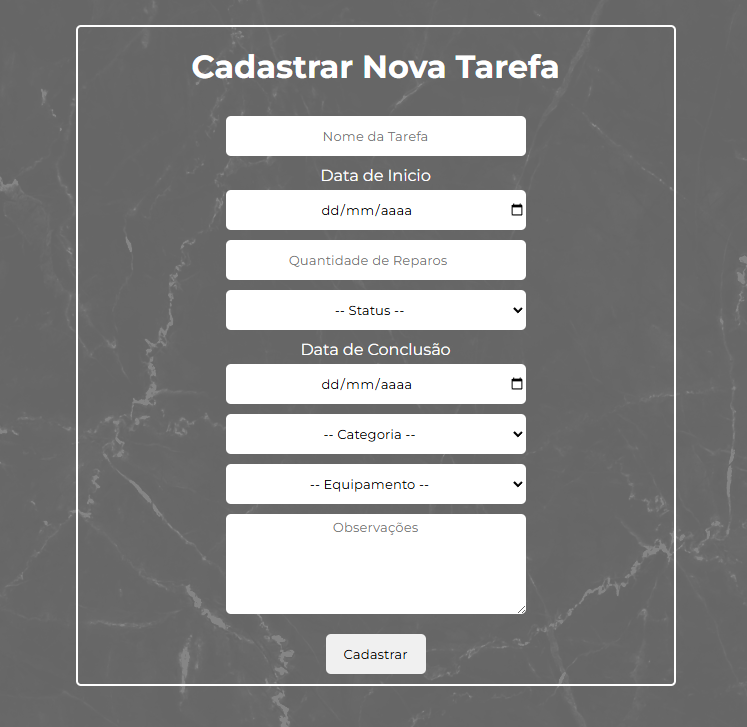 Cadastrar Nova Tarefa
Nome da Tarefa
Data de Inicio
dd/mm/aaaa
Quantidade de Reparos
-- Status --
Data de Conclusão
dd/mm/aaaa
-- Categoria --
-- Equipamento --
Observações
Cadastrar